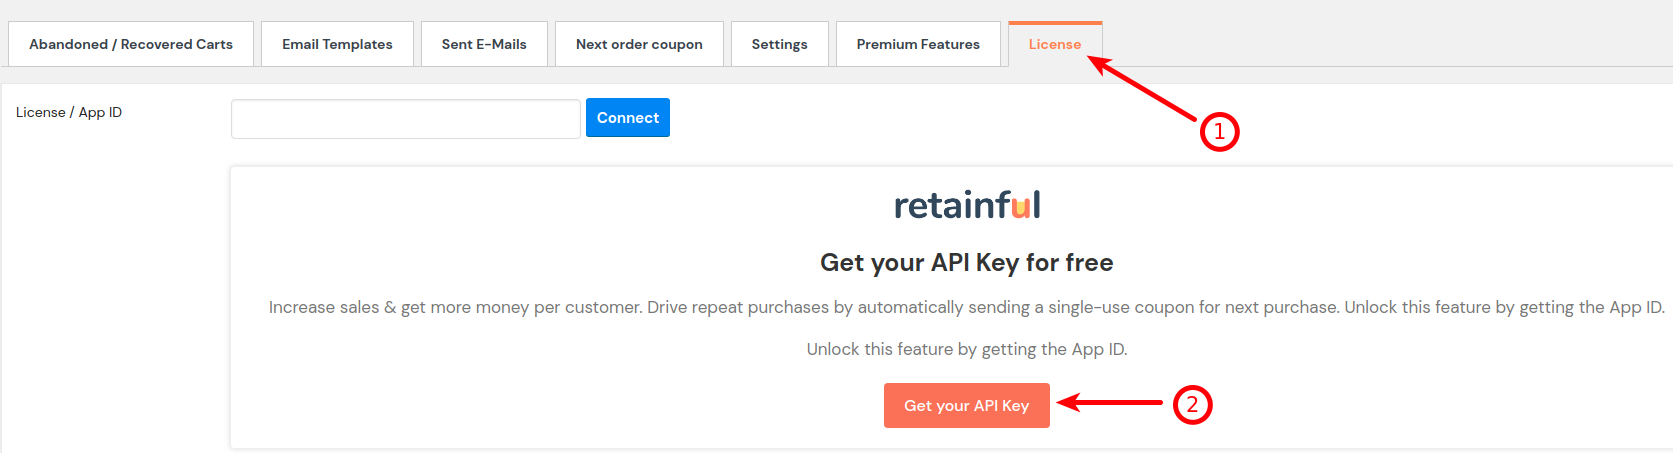 Abandoned / Recovered Carts Email Templates Sent E-Mails Next order coupon Settings Premium Features License
1
License / App ID Connect
retainful
Get your API Key for free
Increase sales & get more money per customer. Drive repeat purchases by automatically sending a single-use coupon for next purchase. Unlock this feature by getting the App ID.
Unlock this feature by getting the App ID.
Get your API Key 2